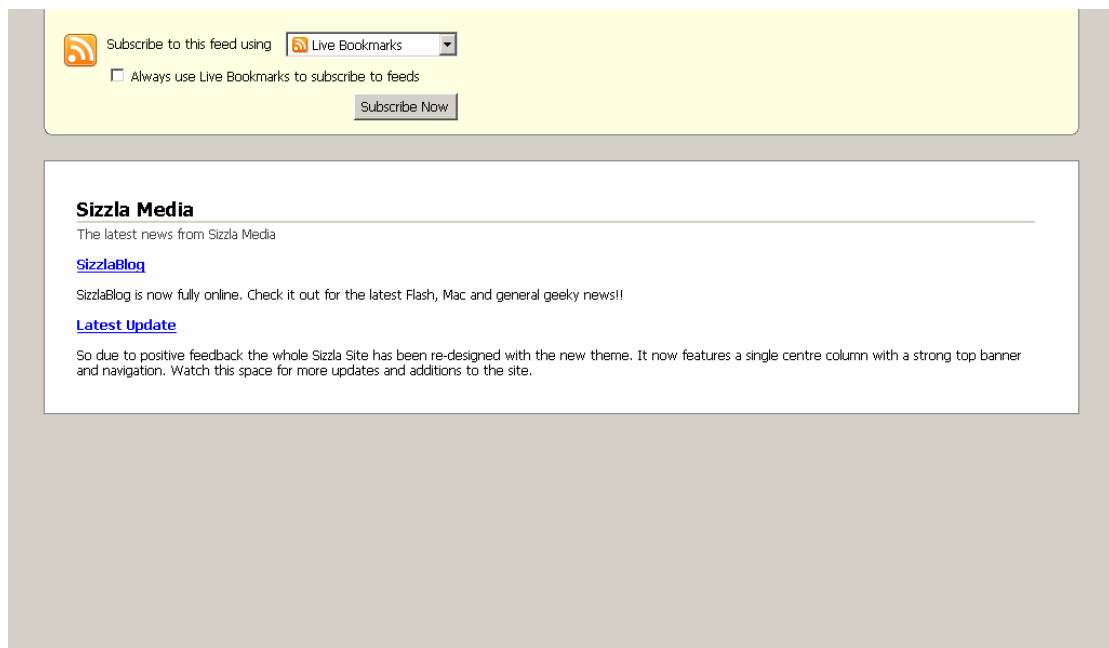 Subscribe to this feed using Live Bookmarks
Always use Live Bookmarks to subscribe to feeds
Subscribe Now
Sizzla Media
The latest news from Sizzla Media
SizzlaBlog
SizzlaBlog is now fully online. Check it out for the latest Flash, Mac and general geeky news!!
Latest Update
So due to positive feedback the whole Sizzla Site has been re-designed with the new theme. It now features a single centre column with a strong top banner
and navigation. Watch this space for more updates and additions to the site.